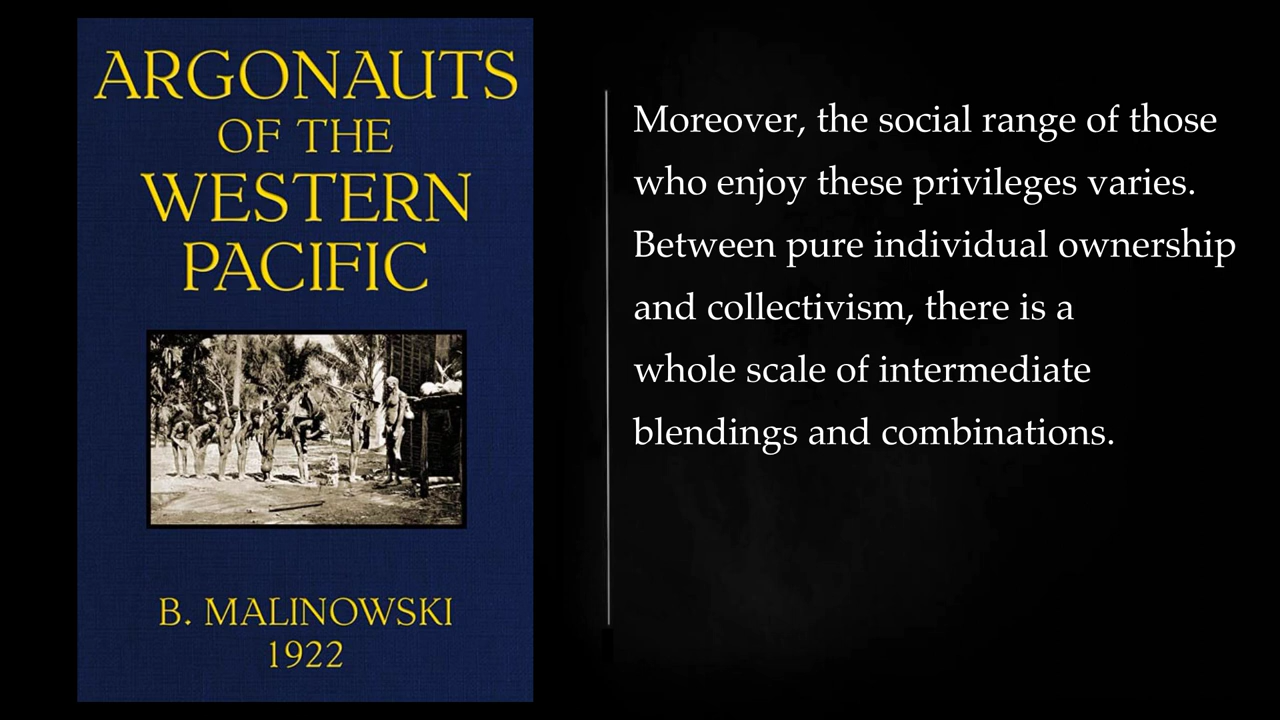 ARGONAUTS
OF THE
WESTERN
PACIFIC
B. MALINOWSKI
1922
Moreover, the social range of those
who enjoy these privileges varies.
Between pure individual ownership
and collectivism, there is a
whole scale of intermediate
blendings and combinations.